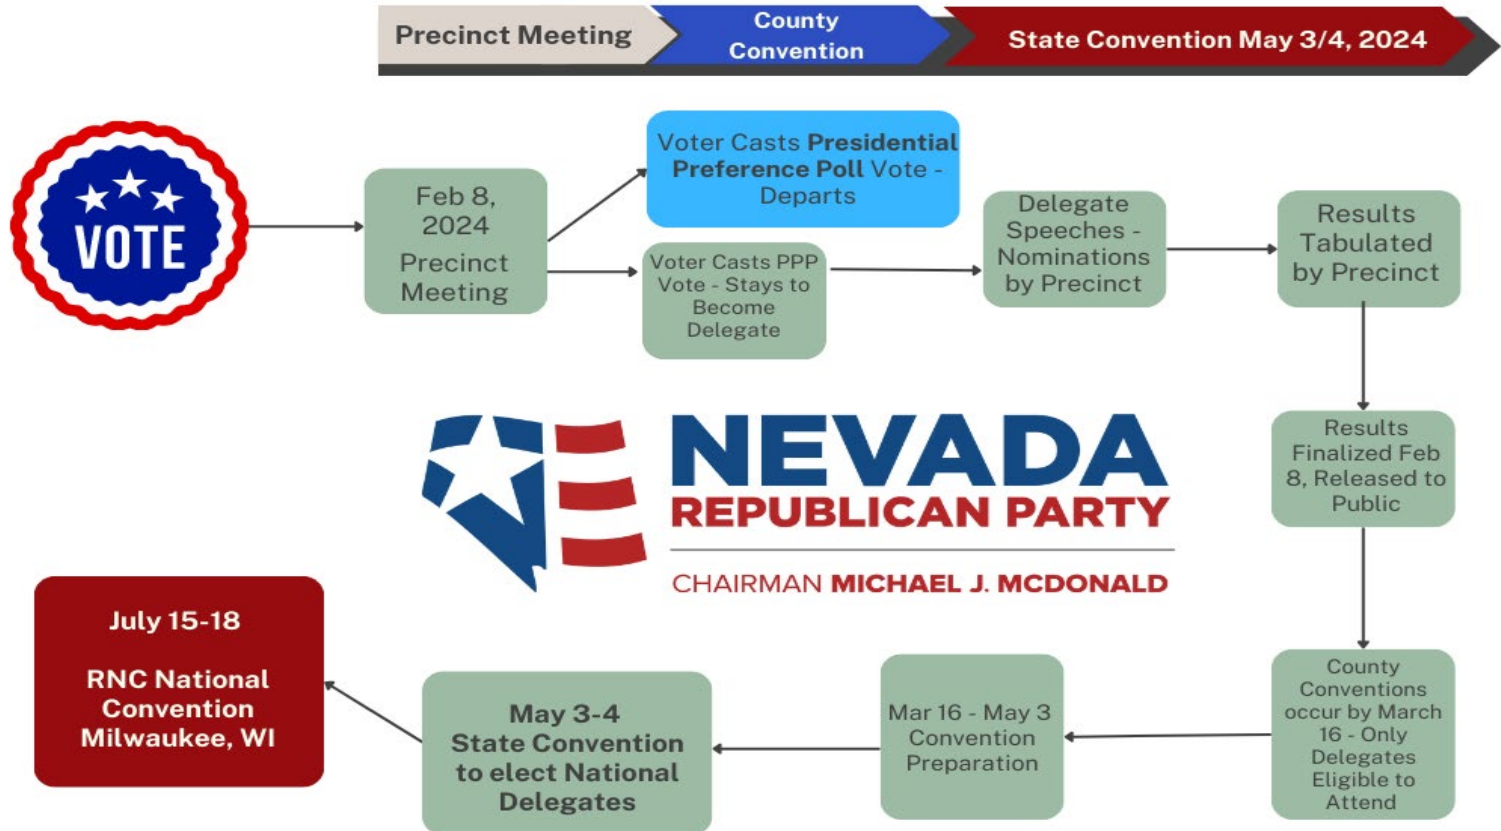 Precinct Meeting
County
Convention
State Convention May 3/4, 2024
VOTE
Feb 8,
2024
Precinct
Meeting
Voter Casts Presidential
Preference Poll Vote -
Departs
Voter Casts PPP
Vote - Stays to
Become
Delegate
Delegate
Speeches -
Nominations
by Precinct
Results
Tabulated
by Precinct
Results
Finalized Feb
8, Released to
Public
NEVADA
REPUBLICAN PARTY
CHAIRMAN MICHAEL J. MCDONALD
County
Conventions
occur by March
16 - Only
Delegates
Eligible to
Attend
Mar 16 - May 3
Convention
Preparation
May 3-4
State Convention
to elect National
Delegates
July 15-18
RNC National
Convention
Milwaukee, WI